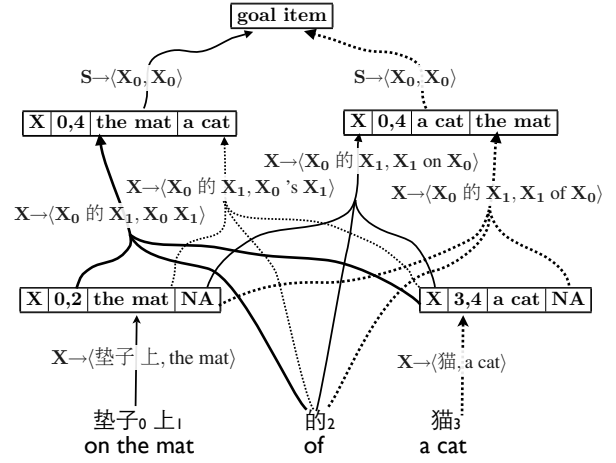 goal item
S→⟨X₀, X₀⟩ S→⟨X₀, X₀⟩
X 0,4 the mat a cat X 0,4 a cat the mat
X→⟨X₀ 的 X₁, X₁ on X₀⟩
X→⟨X₀ 的 X₁, X₀ 's X₁⟩ X→⟨X₀ 的 X₁, X₁ of X₀⟩
X→⟨X₀ 的 X₁, X₀ X₁⟩
X 0,2 the mat NA X 3,4 a cat NA
X→⟨垫子 上, the mat⟩ X→⟨猫, a cat⟩
垫子₀ 上₁ 的₂ 猫₃
on the mat of a cat